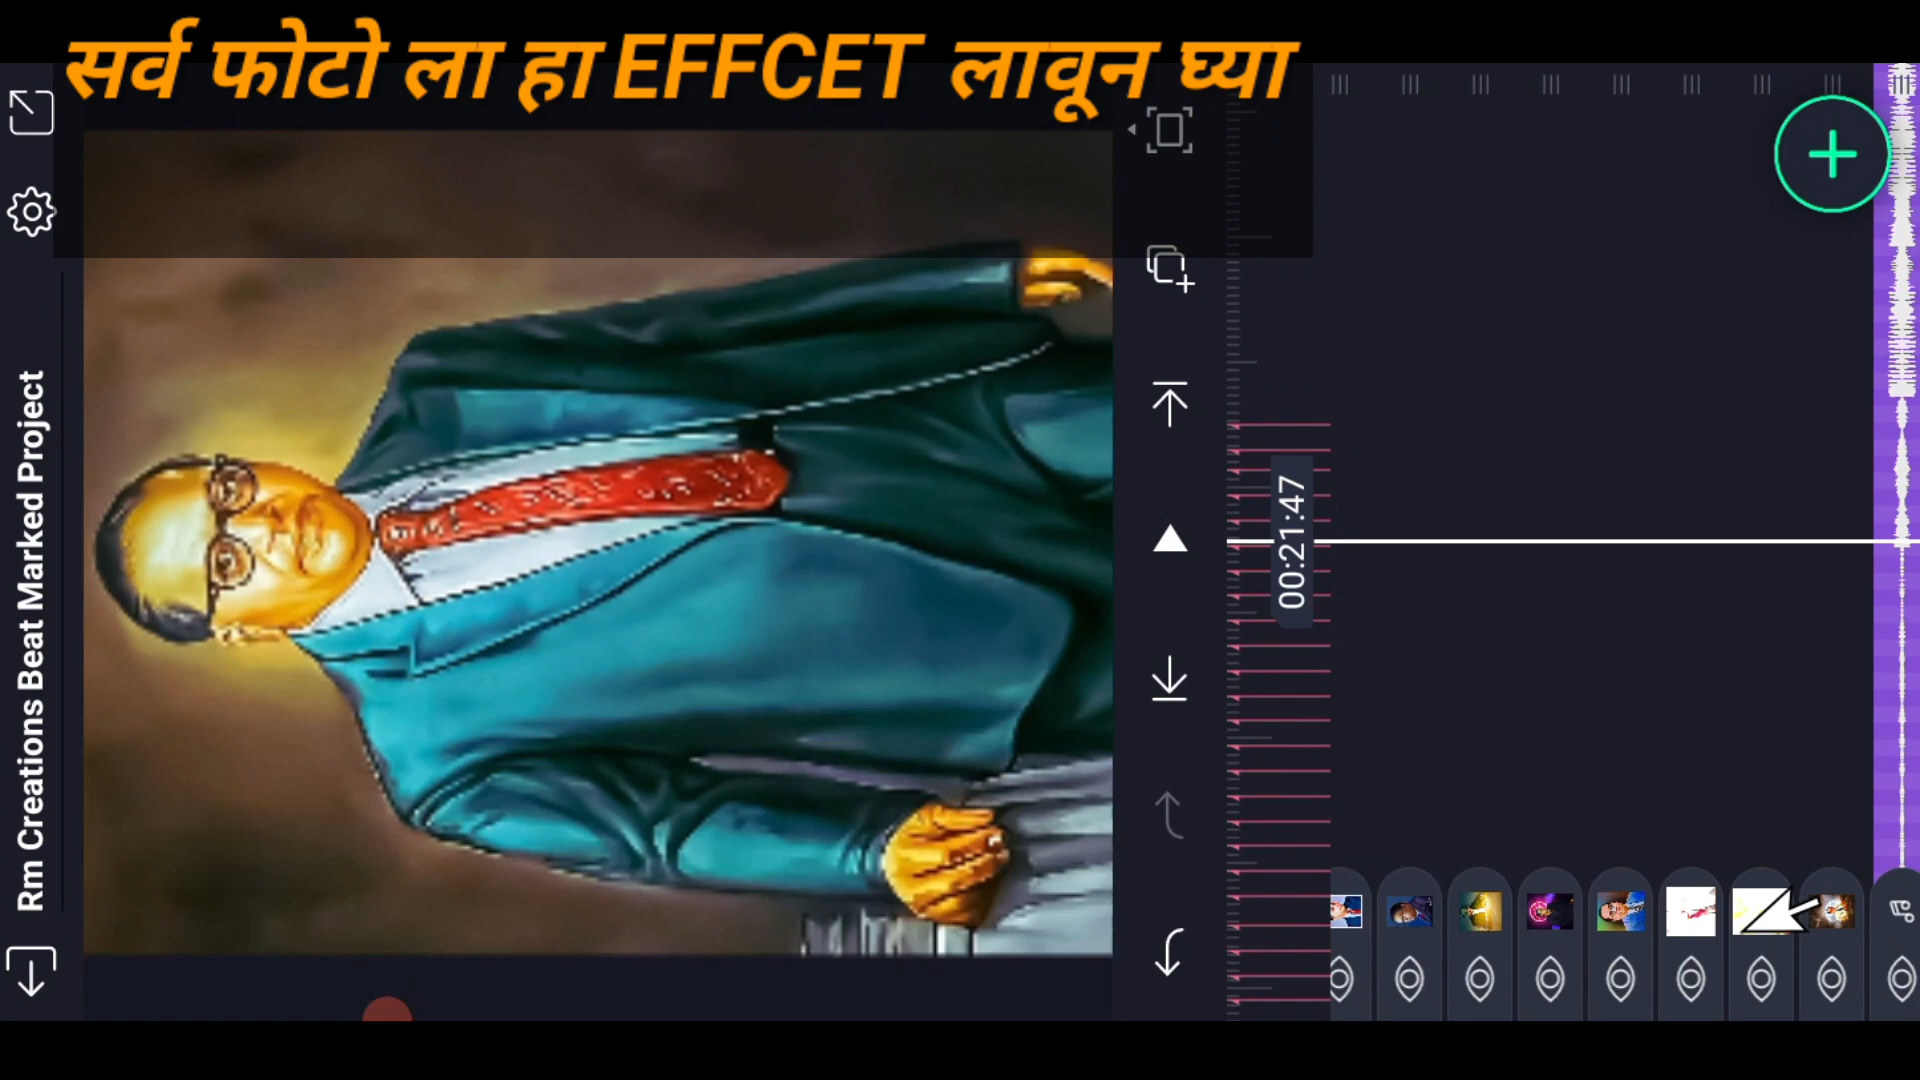 सर्व फोटो ला हा EFFCET लावून घ्या
Rm Creations Beat Marked Project
00:21:47